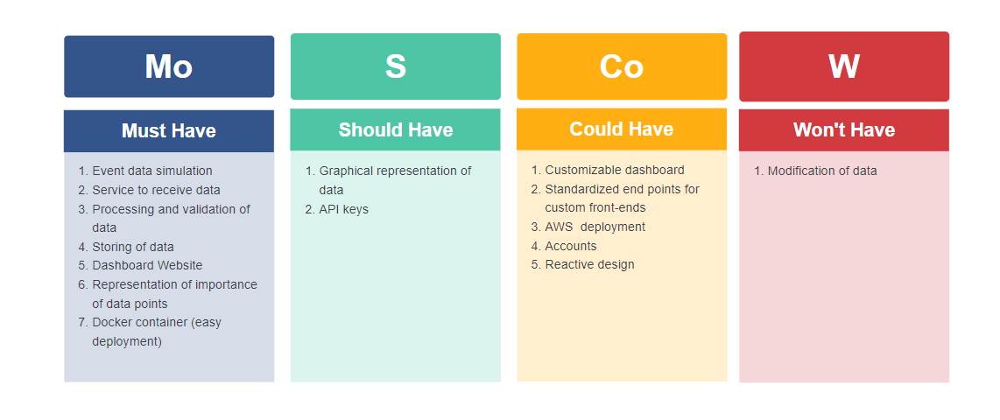 Mo
Must Have
1. Event data simulation
2. Service to receive data
3. Processing and validation of
data
4. Storing of data
5. Dashboard Website
6. Representation of importance
of data points
7. Docker container (easy
deployment)
S
Should Have
1. Graphical representation of
data
2. API keys
Co
Could Have
1. Customizable dashboard
2. Standardized end points for
custom front-ends
3. AWS  deployment
4. Accounts
5. Reactive design
W
Won't Have
1. Modification of data